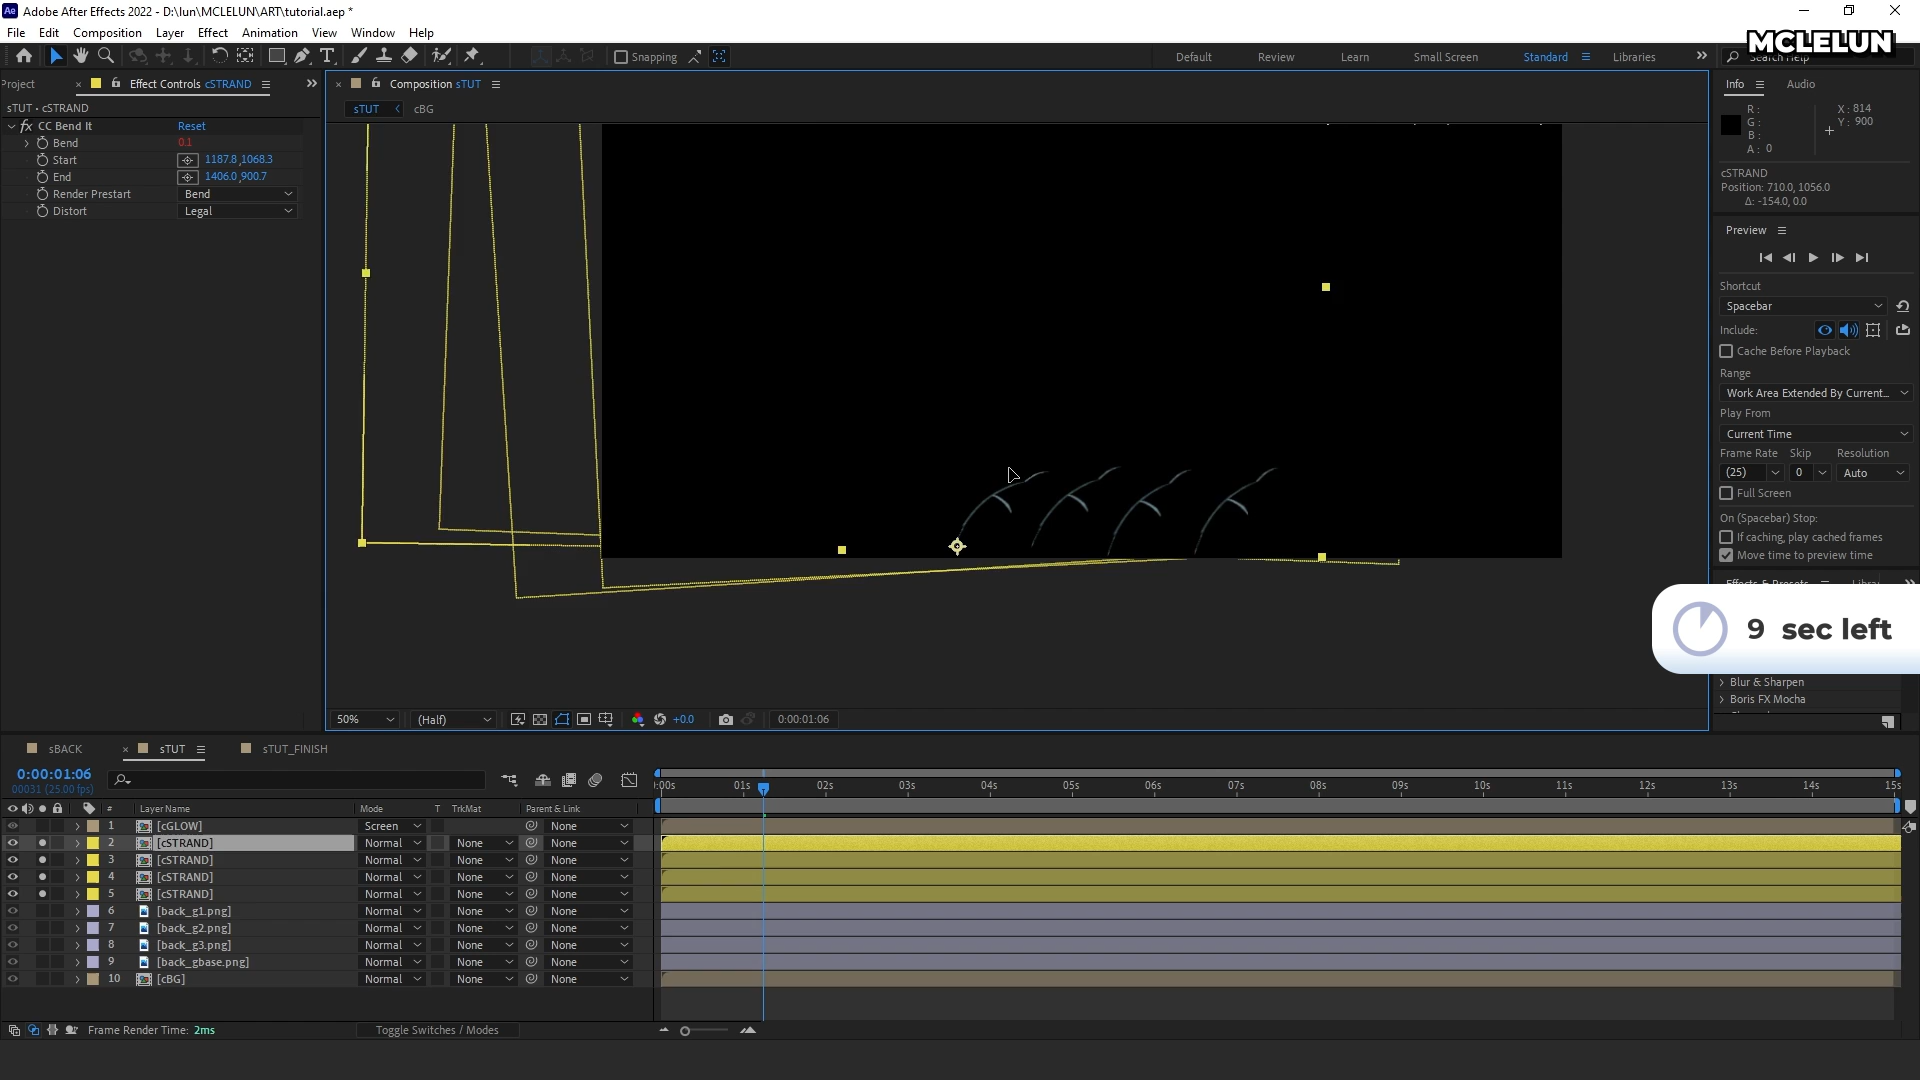 Adobe After Effects 2022 - D:\lun\MCLELUN\ART\tutorial.aep *
File Edit Composition Layer Effect Animation View Window Help
MCLELUN
Snapping
Default Review Learn Small Screen Standard Libraries
Project Effect Controls cSTRAND
Composition sTUT
Info Audio
sTUT • cSTRAND
sTUT cBG
CC Bend It Reset
Bend 0.1
Start 1187.8,1068.3
End 1406.0,900.7
Render Prestart Bend
Distort Legal
R :
G :
B :
A : 0
X : 814
Y : 900
cSTRAND
Position: 710.0, 1056.0
Δ: -154.0, 0.0
Preview
Shortcut
Spacebar
Include:
Cache Before Playback
Range
Work Area Extended By Current...
Play From
Current Time
Frame Rate Skip Resolution
(25) 0 Auto
Full Screen
On (Spacebar) Stop:
If caching, play cached frames
Move time to preview time
9 sec left
Blur & Sharpen
Boris FX Mocha
50% (Half) +0.0 0:00:01:06
sBACK sTUT sTUT_FINISH
0:00:01:06
00031 (25.00 fps)
:00s 01s 02s 03s 04s 05s 06s 07s 08s 09s 10s 11s 12s 13s 14s 15s
# Layer Name Mode T TrkMat Parent & Link
1 [cGLOW] Screen None
2 [cSTRAND] Normal None None
3 [cSTRAND] Normal None None
4 [cSTRAND] Normal None None
5 [cSTRAND] Normal None None
6 [back_g1.png] Normal None None
7 [back_g2.png] Normal None None
8 [back_g3.png] Normal None None
9 [back_gbase.png] Normal None None
10 [cBG] Normal None None
Frame Render Time: 2ms Toggle Switches / Modes